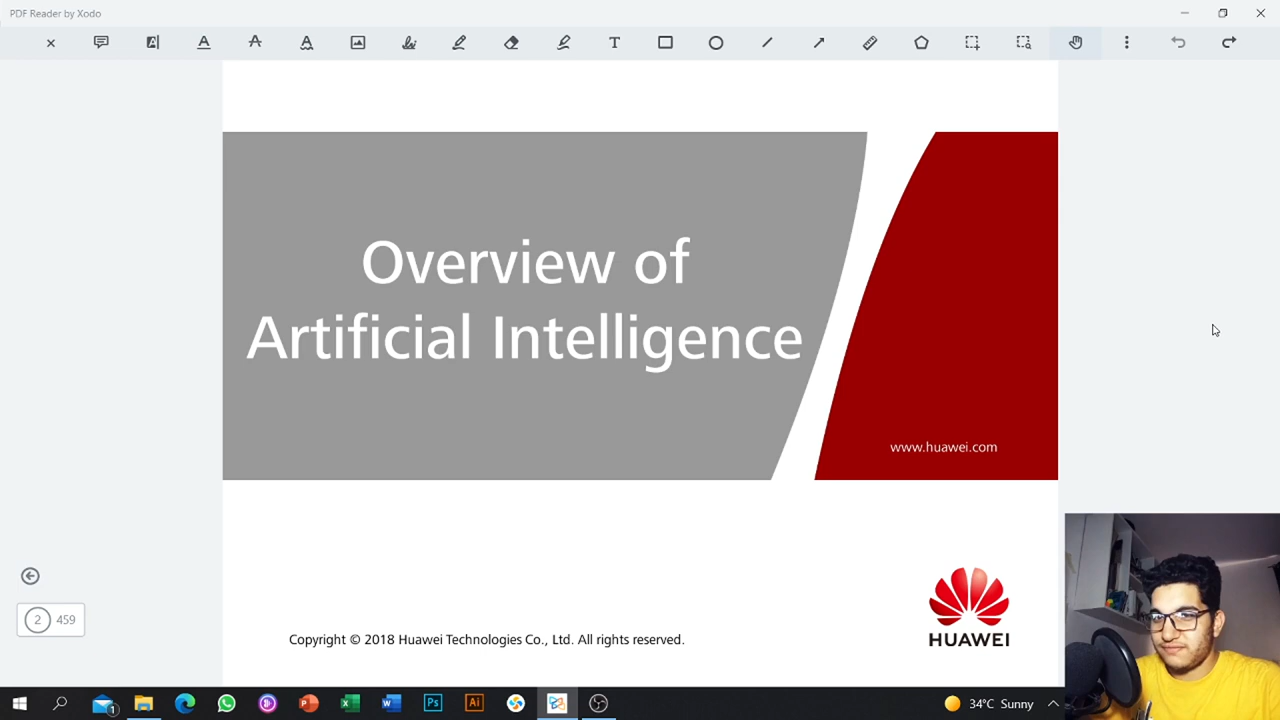 PDF Reader by Xodo
Overview of
Artificial Intelligence
www.huawei.com
2 459
HUAWEI
Copyright © 2018 Huawei Technologies Co., Ltd. All rights reserved.
34°C Sunny